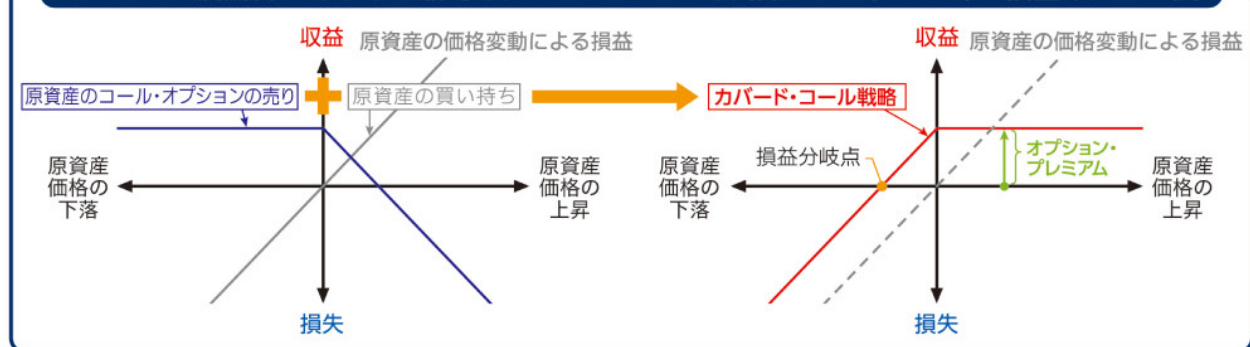 収益
原資産の価格変動による損益
原資産のコール・オプションの売り
原資産の買い持ち
原資産
価格の
下落
原資産
価格の
上昇
損失
収益
原資産の価格変動による損益
カバード・コール戦略
損益分岐点
オプション・
プレミアム
原資産
価格の
下落
原資産
価格の
上昇
損失